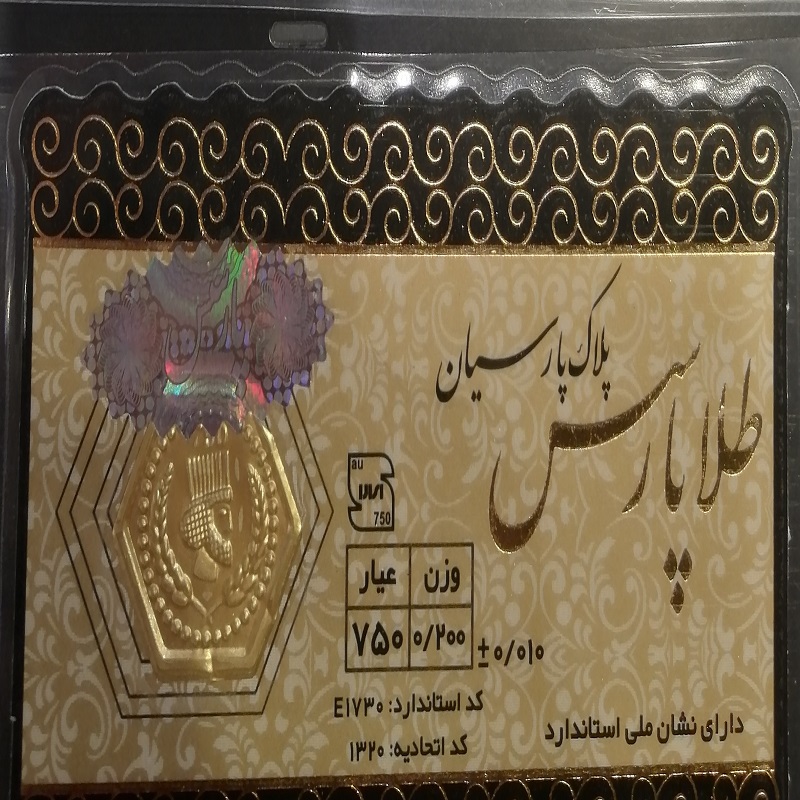 پلاک پارسیان
طلا پارس
au
750
وزن عیار
۰/۲۰۰ ۷۵۰
±۰/۰۱۰
کد استاندارد: E۱۷۳۰
کد اتحادیه: ۱۳۲۰
دارای نشان ملی استاندارد